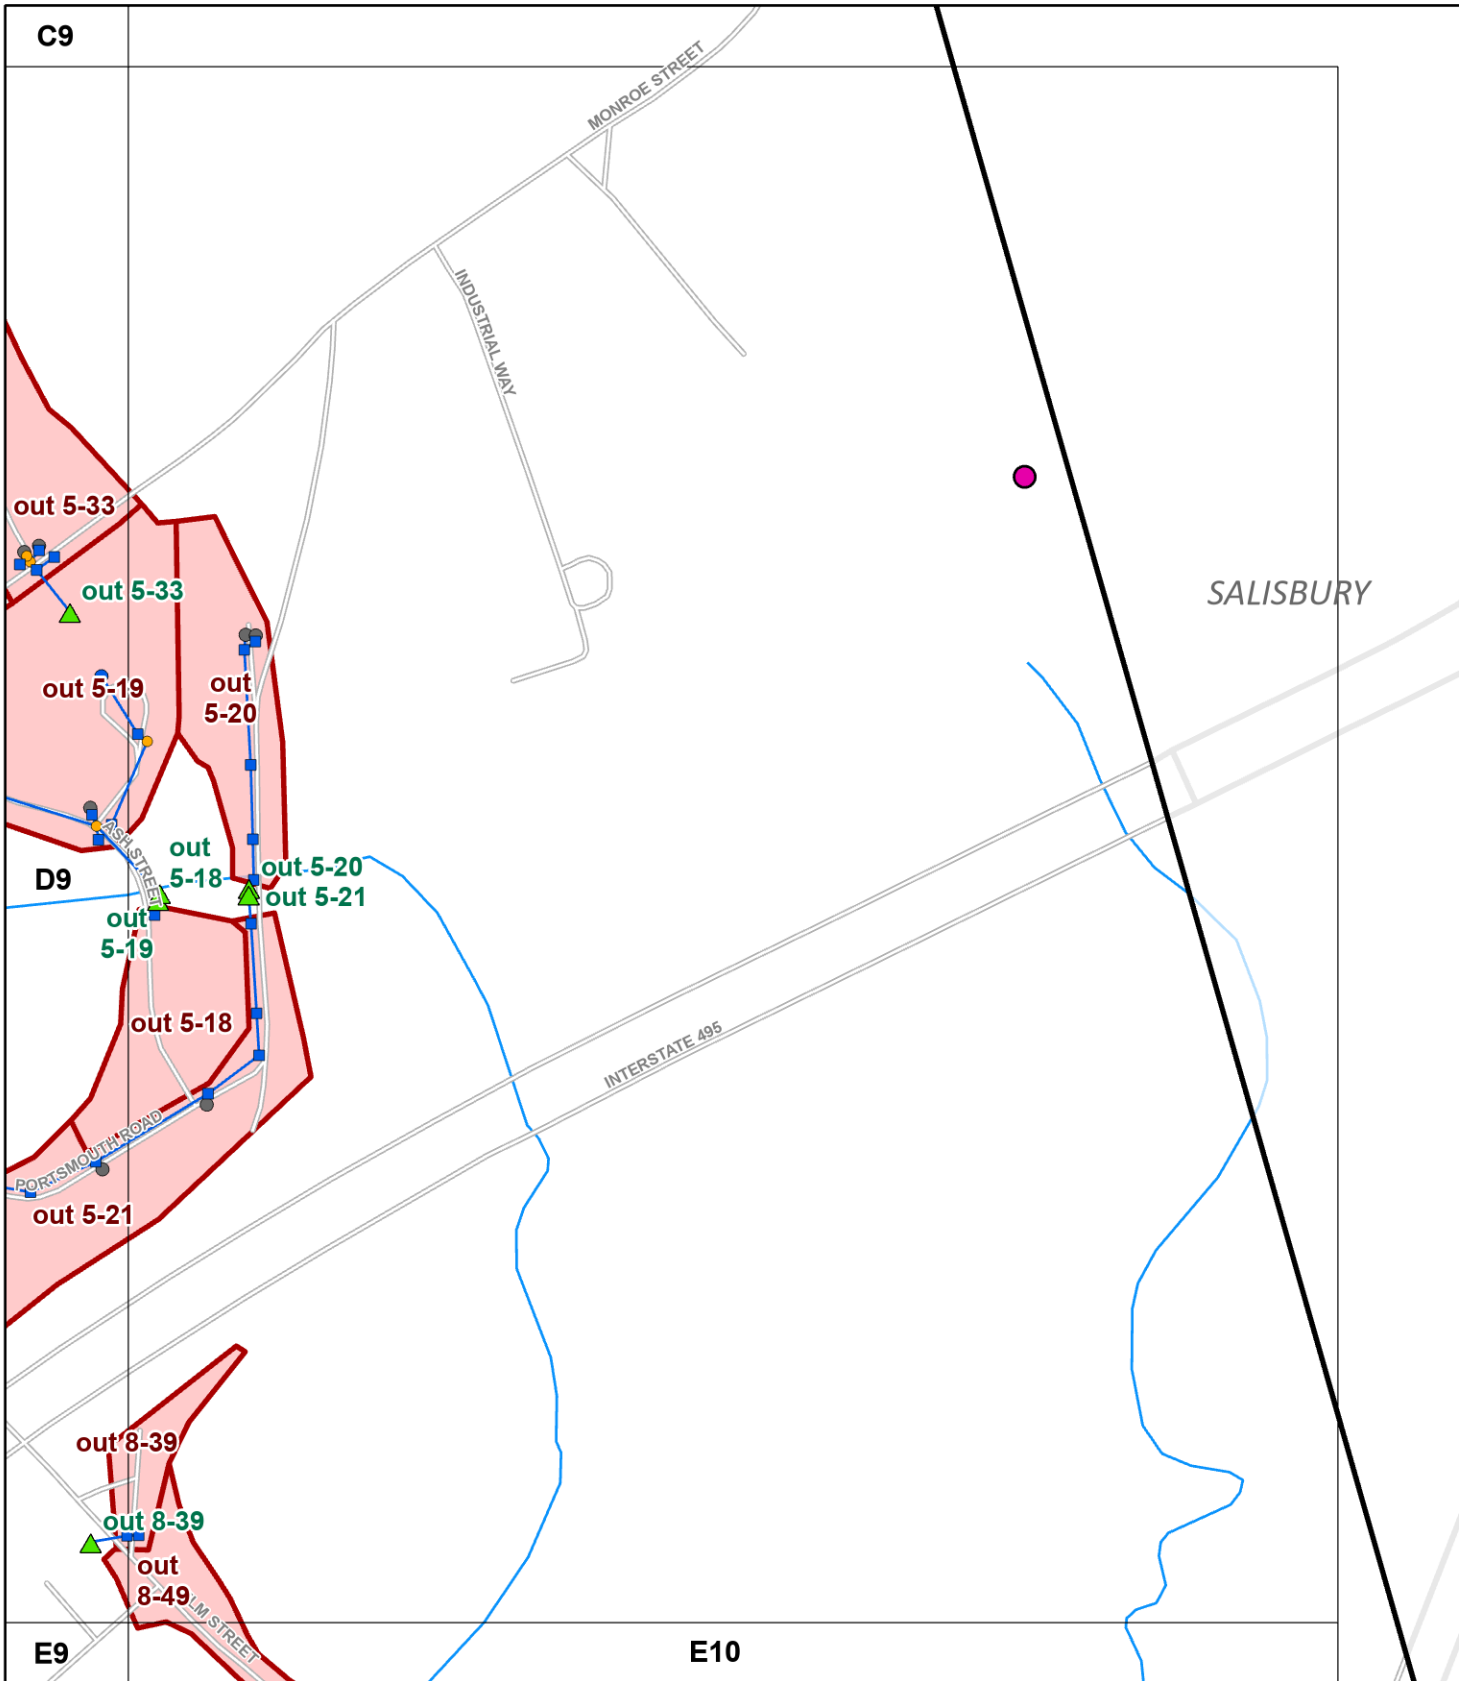 C9
MONROE STREET
INDUSTRIAL WAY
out 5-33
out 5-33
SALISBURY
out 5-19
out
5-20
ASH STREET
out
5-18
out 5-20
D9
out 5-21
out
5-19
out 5-18
INTERSTATE 495
PORTSMOUTH ROAD
out 5-21
out 8-39
out 8-39
out
8-49
LM STREET
E9
E10